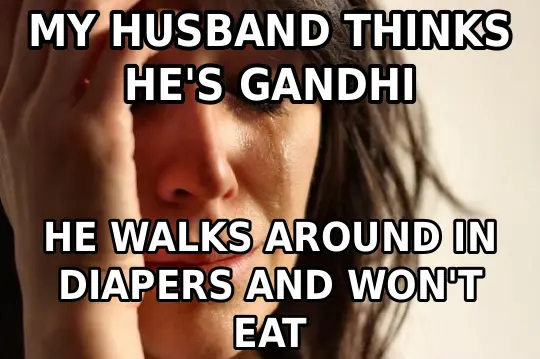 MY HUSBAND THINKS
HE'S GANDHI
HE WALKS AROUND IN
DIAPERS AND WON'T
EAT